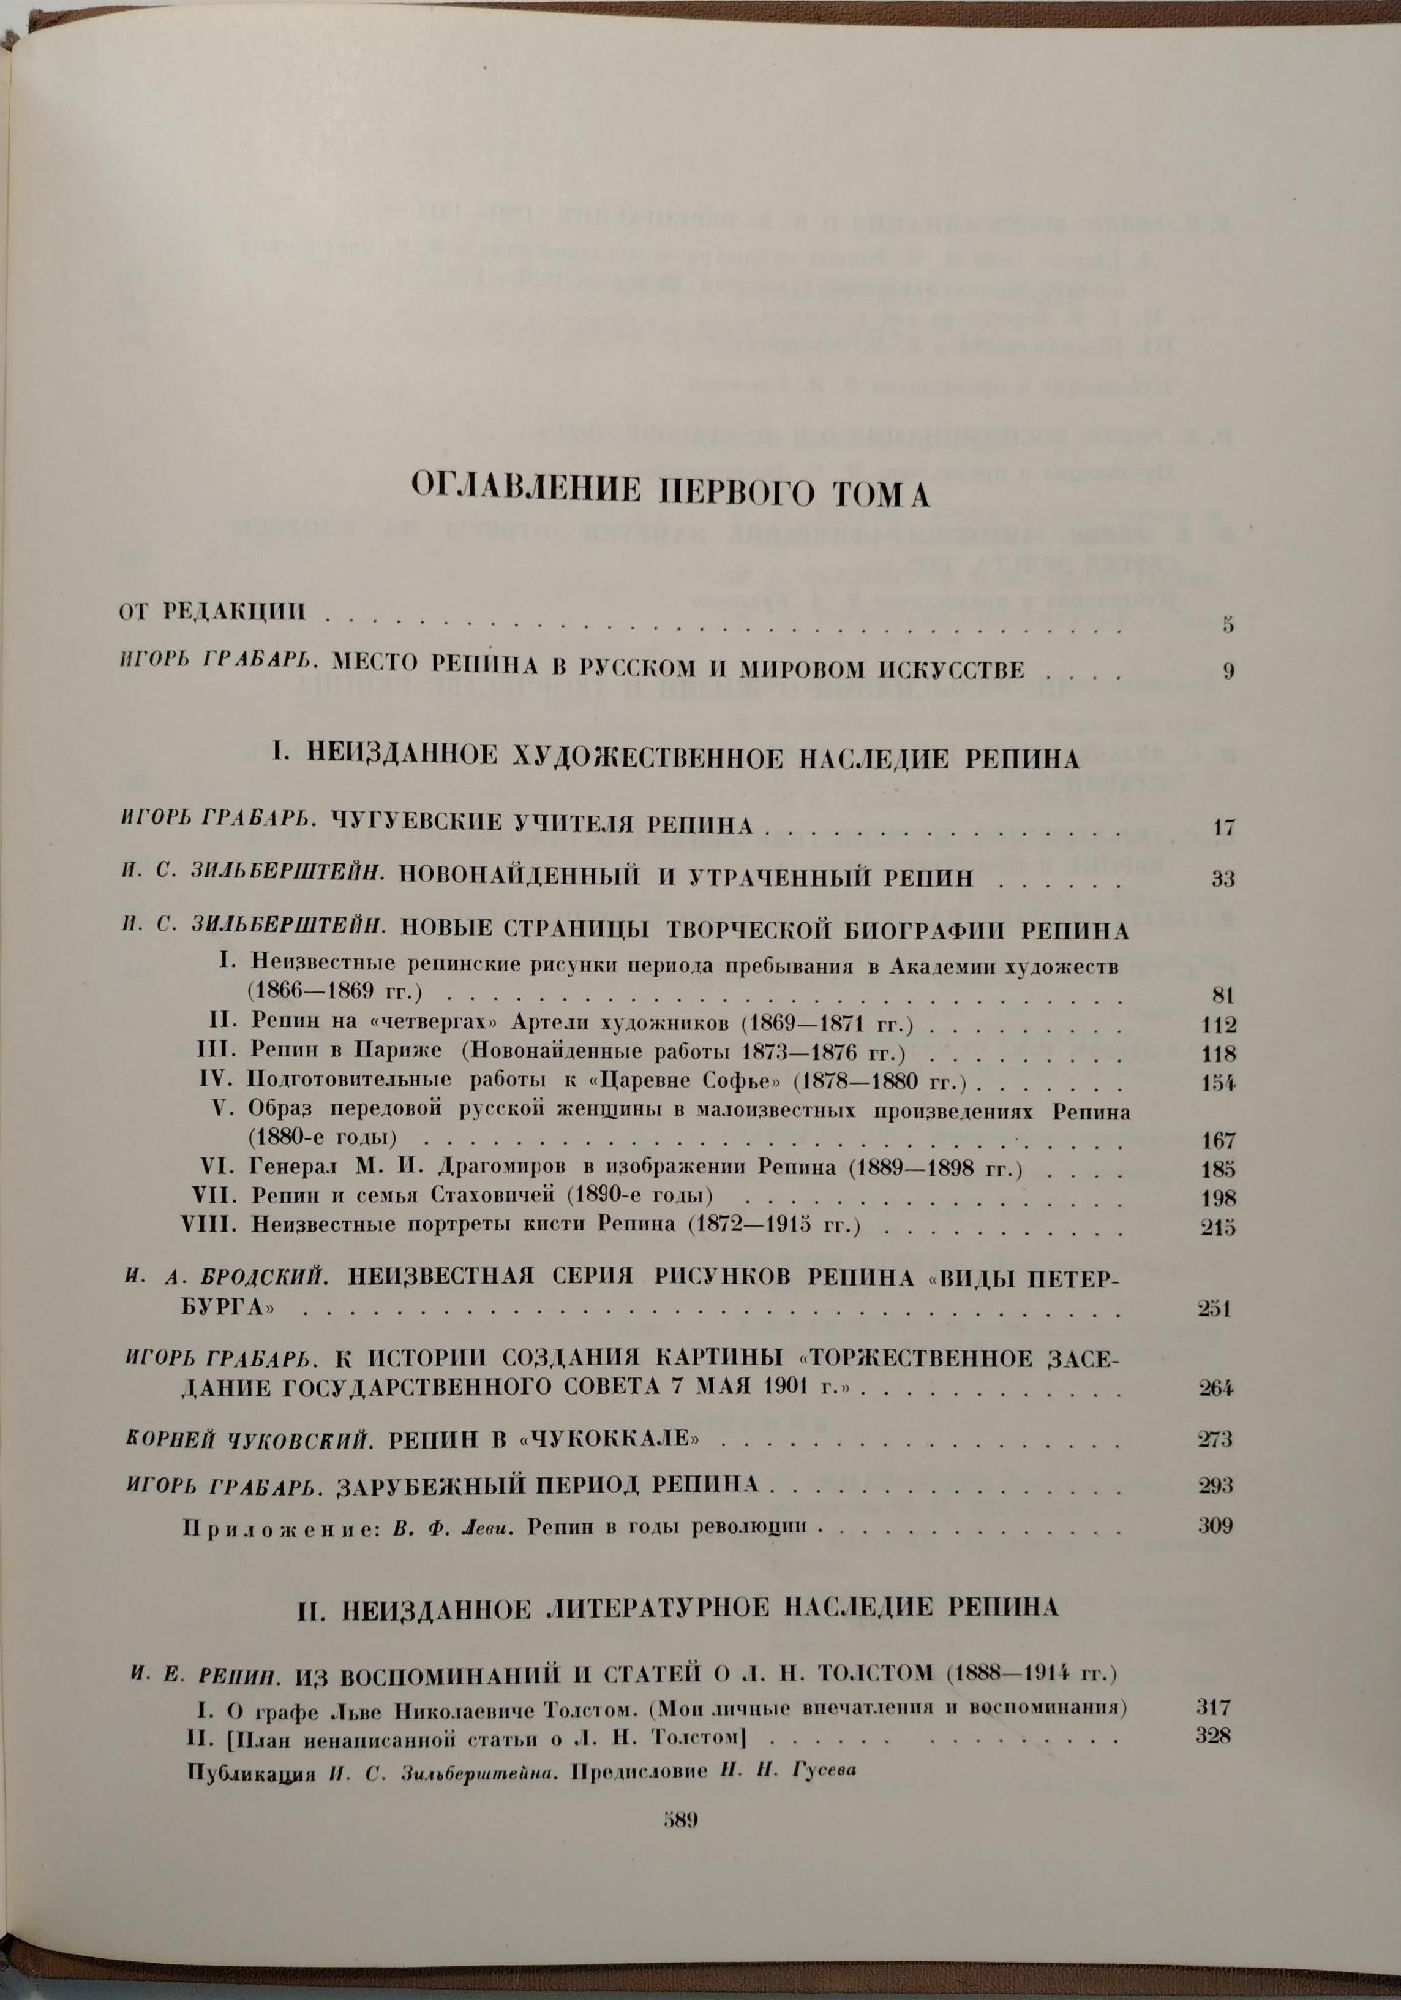 ОГЛАВЛЕНИЕ ПЕРВОГО ТОМА
ОТ РЕДАКЦИИ . . . . . . . . . . 5
ИГОРЬ ГРАБАРЬ. МЕСТО РЕПИНА В РУССКОМ И МИРОВОМ ИСКУССТВЕ . . . . 9
I. НЕИЗДАННОЕ ХУДОЖЕСТВЕННОЕ НАСЛЕДИЕ РЕПИНА
ИГОРЬ ГРАБАРЬ. ЧУГУЕВСКИЕ УЧИТЕЛЯ РЕПИНА . . . . . . . . . . 17
И. С. ЗИЛЬБЕРШТЕЙН. НОВОНАЙДЕННЫЙ И УТРАЧЕННЫЙ РЕПИН . . . . . . 33
И. С. ЗИЛЬБЕРШТЕЙН. НОВЫЕ СТРАНИЦЫ ТВОРЧЕСКОЙ БИОГРАФИИ РЕПИНА
I. Неизвестные репинские рисунки периода пребывания в Академии художеств
(1866—1869 гг.) . . . . . . . . . . 81
II. Репин на «четвергах» Артели художников (1869—1871 гг.) . . . . . . . . . 112
III. Репин в Париже (Новонайденные работы 1873—1876 гг.) . . . . . . . . . 118
IV. Подготовительные работы к «Царевне Софье» (1878—1880 гг.) . . . . . . . 154
V. Образ передовой русской женщины в малоизвестных произведениях Репина
(1880-е годы) . . . . . . . . . . 167
VI. Генерал М. И. Драгомиров в изображении Репина (1889—1898 гг.) . . . . 185
VII. Репин и семья Стаховичей (1890-е годы) . . . . . . . . . . 198
VIII. Неизвестные портреты кисти Репина (1872—1915 гг.) . . . . . . . . . . 215
И. А. БРОДСКИЙ. НЕИЗВЕСТНАЯ СЕРИЯ РИСУНКОВ РЕПИНА «ВИДЫ ПЕТЕР-
БУРГА» . . . . . . . . . . 251
ИГОРЬ ГРАБАРЬ. К ИСТОРИИ СОЗДАНИЯ КАРТИНЫ «ТОРЖЕСТВЕННОЕ ЗАСЕ-
ДАНИЕ ГОСУДАРСТВЕННОГО СОВЕТА 7 МАЯ 1901 г.» . . . . . . . . . . 264
КОРНЕЙ ЧУКОВСКИЙ. РЕПИН В «ЧУКОККАЛЕ» . . . . . . . . . . 273
ИГОРЬ ГРАБАРЬ. ЗАРУБЕЖНЫЙ ПЕРИОД РЕПИНА . . . . . . . . . . 293
Приложение: В. Ф. Леви. Репин в годы революции . . . . . . . . . . 309
II. НЕИЗДАННОЕ ЛИТЕРАТУРНОЕ НАСЛЕДИЕ РЕПИНА
И. Е. РЕПИН. ИЗ ВОСПОМИНАНИЙ И СТАТЕЙ О Л. Н. ТОЛСТОМ (1888—1914 гг.)
I. О графе Льве Николаевиче Толстом. (Мои личные впечатления и воспоминания) 317
II. [План ненаписанной статьи о Л. Н. Толстом] . . . . . . . . . . 328
Публикация И. С. Зильберштейна. Предисловие Н. Н. Гусева
589